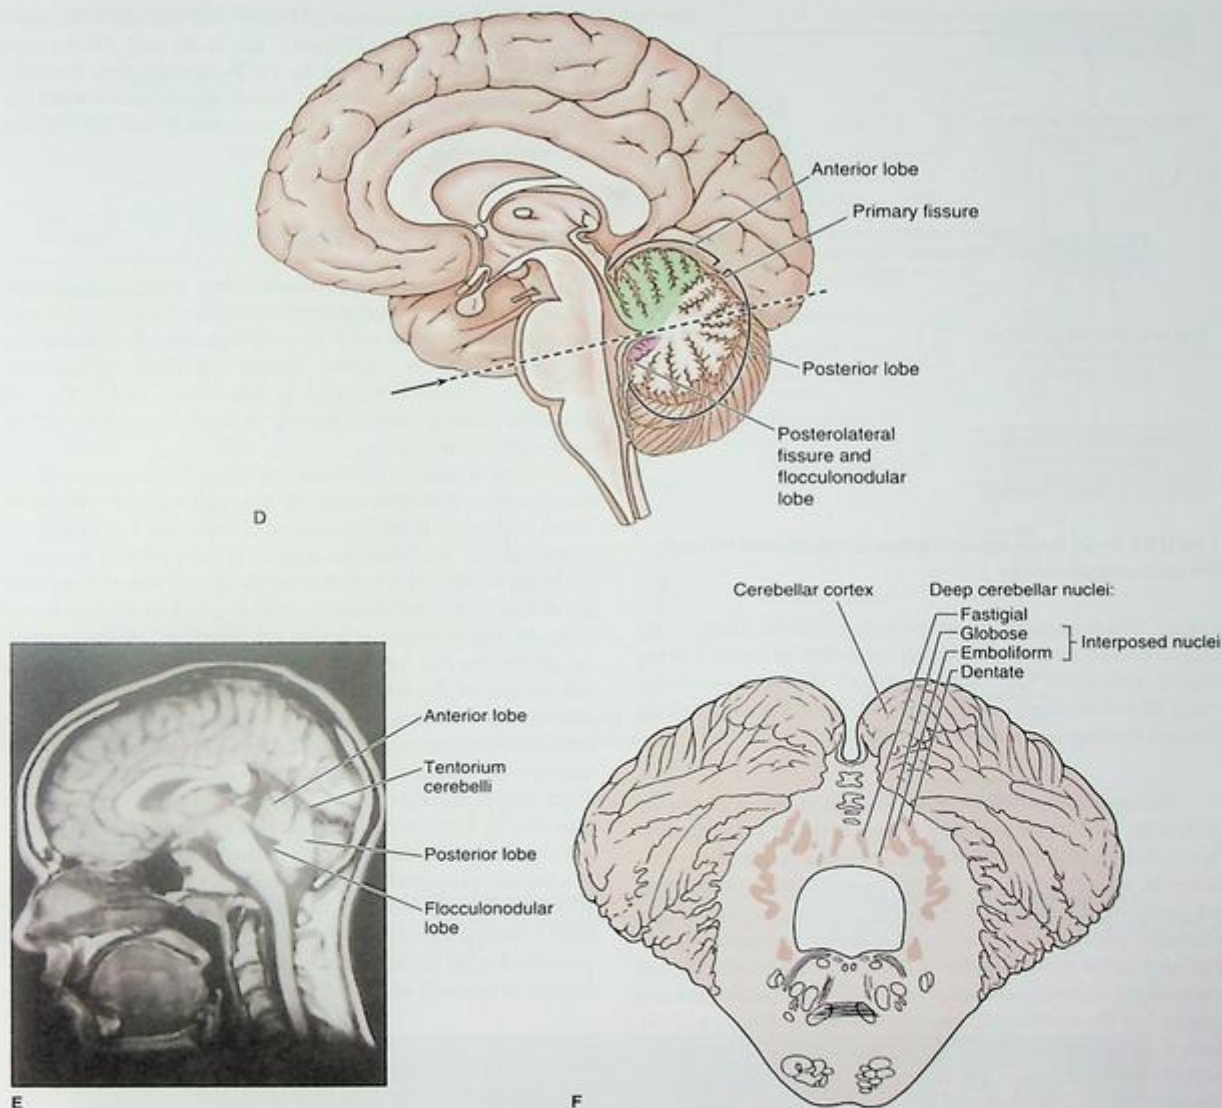 Anterior lobe
Primary fissure
Posterior lobe
Posterolateral
fissure and
flocculonodular
lobe
D
Cerebellar cortex
Deep cerebellar nuclei:
Fastigial
Globose
Emboliform
Interposed nuclei
Dentate
Anterior lobe
Tentorium
cerebelli
Posterior lobe
Flocculonodular
lobe
E
F